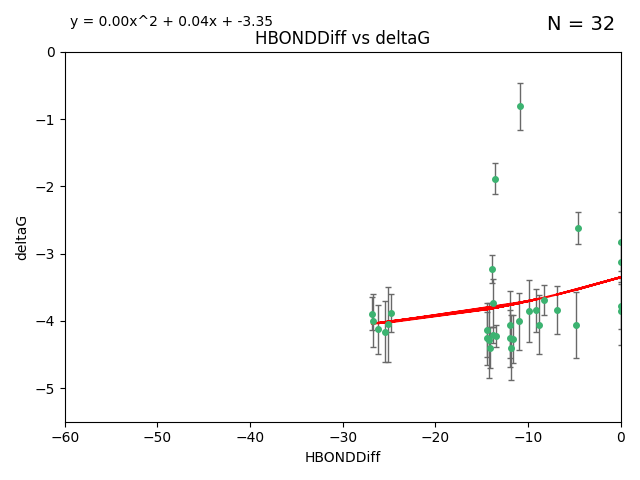 y = 0.00x^2 + 0.04x + -3.35
N = 32
HBONDDiff vs deltaG
0
−1
−2
−3
−4
−5
deltaG
−60
−50
−40
−30
−20
−10
0
HBONDDiff